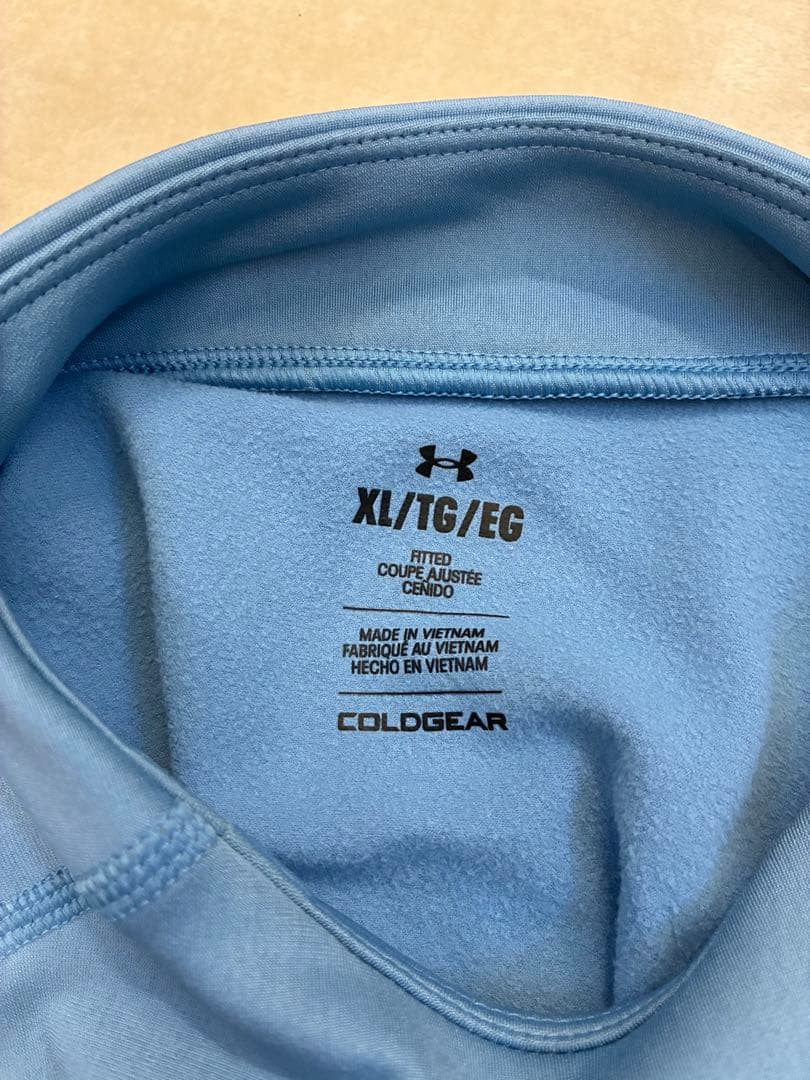 XL/TG/EG
FITTED
COUPE AJUSTÉE
CEÑIDO
MADE IN VIETNAM
FABRIQUÉ AU VIETNAM
HECHO EN VIETNAM
COLDGEAR